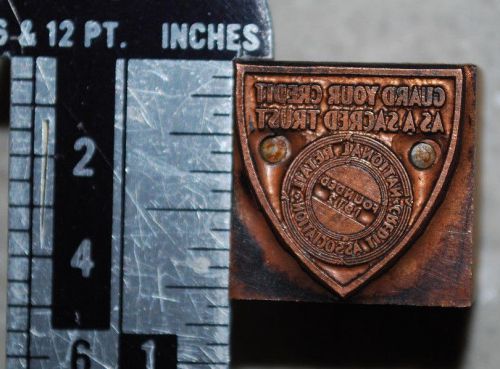 S & 12 PT. INCHES
2
4
6 1
GUARD YOUR CREDIT
AS A SACRED TRUST
NATIONAL RETAIL CREDIT ASSOCIATION
FOUNDED
1912